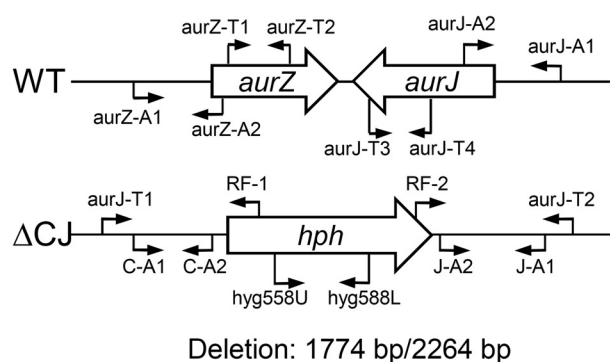 aurZ-T1 aurZ-T2 aurJ-A2 aurJ-A1
WT aurZ aurJ
aurZ-A1 aurZ-A2 aurJ-T3 aurJ-T4
aurJ-T1 RF-1 RF-2 aurJ-T2
ΔCJ hph
C-A1 C-A2 hyg558U hyg588L J-A2 J-A1
Deletion: 1774 bp/2264 bp